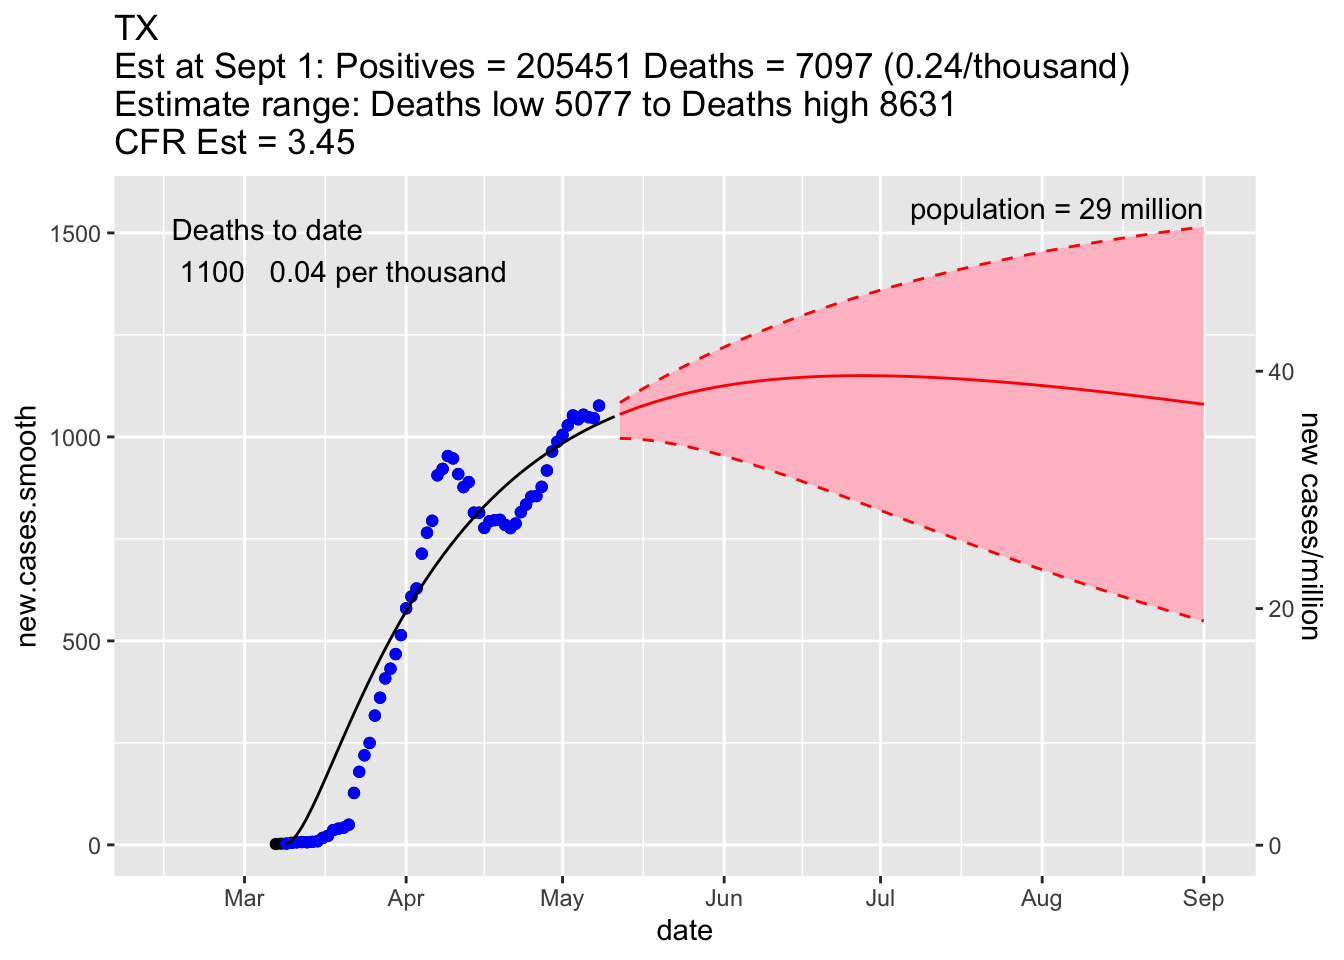 TX
Est at Sept 1: Positives = 205451 Deaths = 7097 (0.24/thousand)
Estimate range: Deaths low 5077 to Deaths high 8631
CFR Est = 3.45
population = 29 million
Deaths to date
1100 0.04 per thousand
1500
1000
500
0
new.cases.smooth
40
20
0
new cases/million
Mar Apr May Jun Jul Aug Sep
date